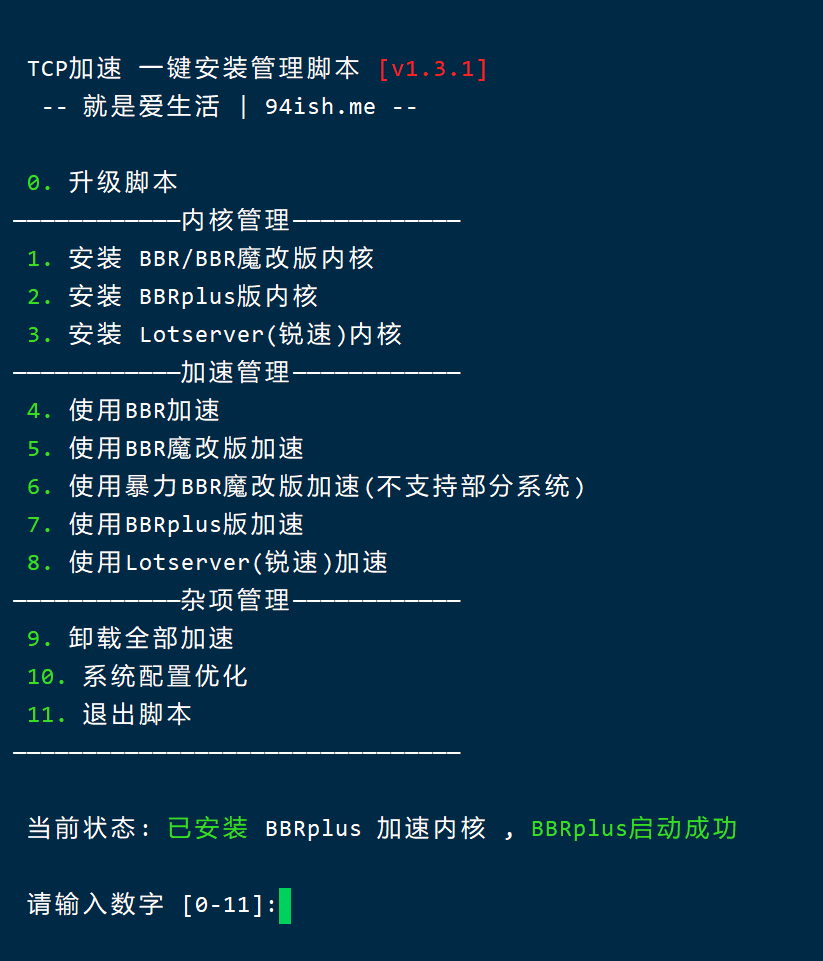 TCP加速 一键安装管理脚本 [v1.3.1]
-- 就是爱生活 | 94ish.me --
0. 升级脚本
————————————内核管理————————————
1. 安装 BBR/BBR魔改版内核
2. 安装 BBRplus版内核
3. 安装 Lotserver(锐速)内核
————————————加速管理————————————
4. 使用BBR加速
5. 使用BBR魔改版加速
6. 使用暴力BBR魔改版加速(不支持部分系统)
7. 使用BBRplus版加速
8. 使用Lotserver(锐速)加速
————————————杂项管理————————————
9. 卸载全部加速
10. 系统配置优化
11. 退出脚本
————————————————————————————————
当前状态: 已安装 BBRplus 加速内核 , BBRplus启动成功
请输入数字 [0-11]: